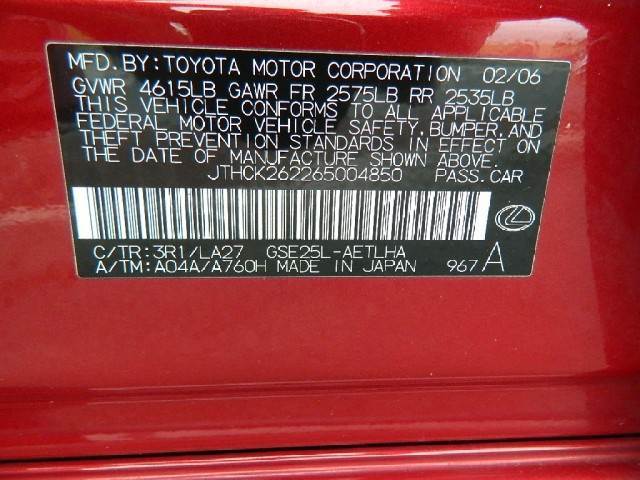 MFD.BY:TOYOTA MOTOR CORPORATION 02/06
GVWR 4615LB GAWR FR 2575LB RR 2535LB
THIS VEHICLE CONFORMS TO ALL APPLICABLE
FEDERAL MOTOR VEHICLE SAFETY, BUMPER, AND
THEFT PREVENTION STANDARDS IN EFFECT ON
THE DATE OF MANUFACTURE SHOWN ABOVE.
JTHCK262265004850 PASS.CAR
C/TR:3R1/LA27 GSE25L-AETLHA
A/TM:A04A/A760H MADE IN JAPAN 967 A